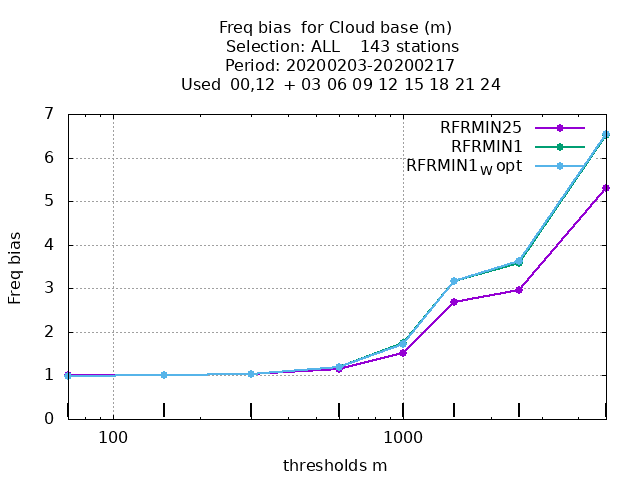 Freq bias  for Cloud base (m)
Selection: ALL    143 stations
Period: 20200203-20200217
Used  00,12  + 03 06 09 12 15 18 21 24
RFRMIN25
RFRMIN1
RFRMIN1W opt
7
6
5
4
3
2
1
0
Freq bias
100
1000
thresholds m